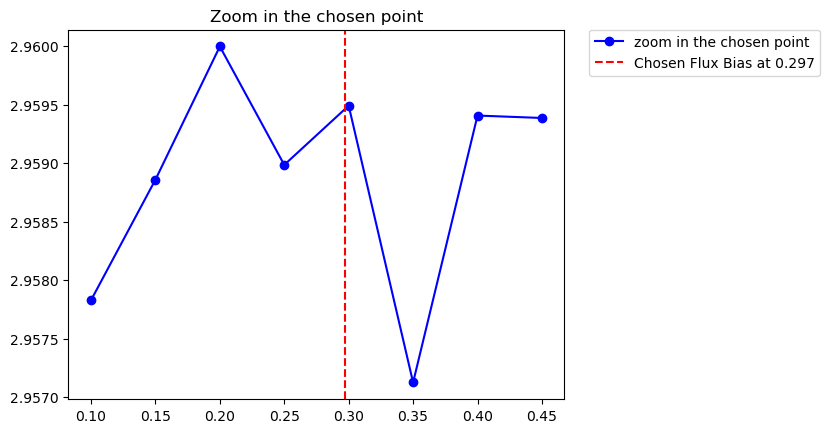 Zoom in the chosen point
2.9600
2.9595
2.9590
2.9585
2.9580
2.9575
2.9570
0.10 0.15 0.20 0.25 0.30 0.35 0.40 0.45
zoom in the chosen point
Chosen Flux Bias at 0.297